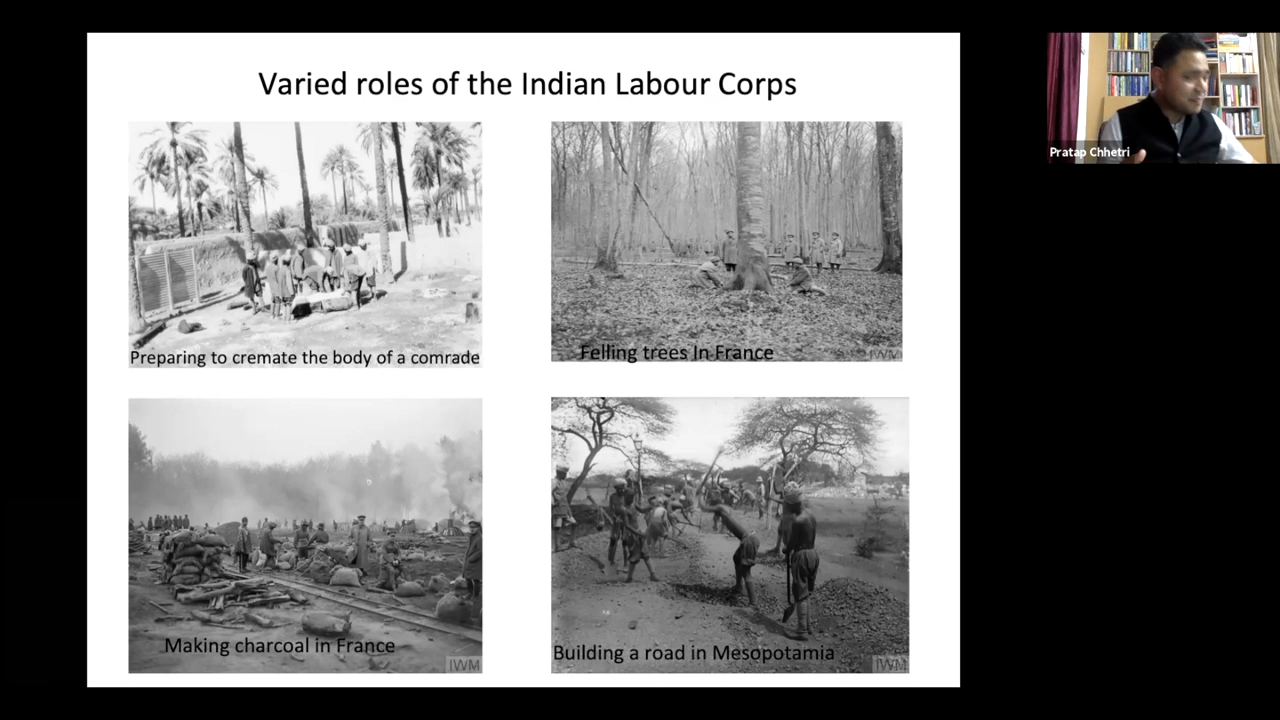 Varied roles of the Indian Labour Corps
Pratap Chhetri
Preparing to cremate the body of a comrade
Felling trees In France
IWM
Making charcoal in France
IWM
Building a road in Mesopotamia
IWM